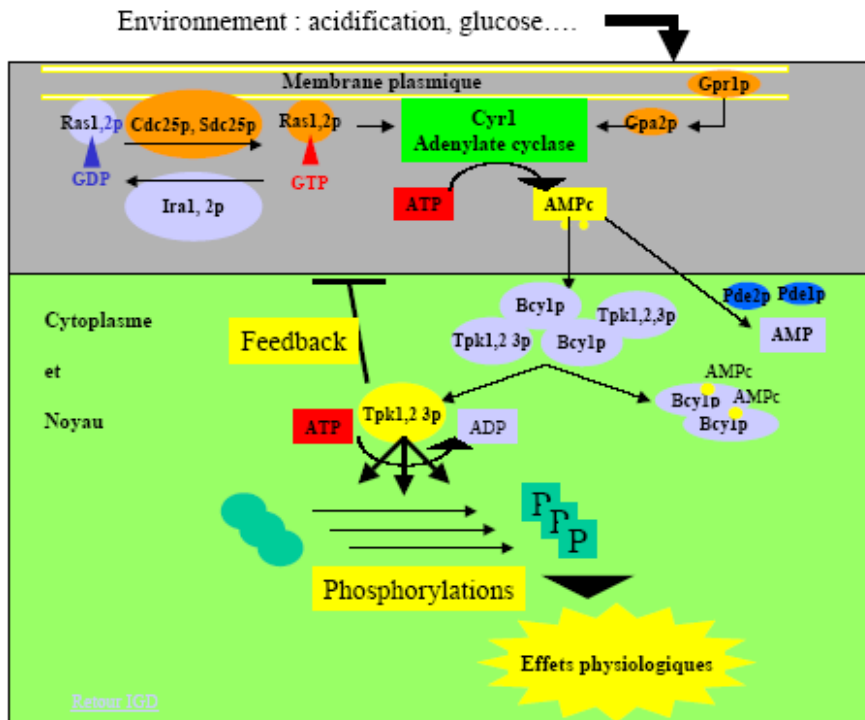 Environnement : acidification, glucose….
Membrane plasmique
Gpr1p
Ras1,2p
Cdc25p, Sdc25p
Ras1,2p
Cyr1
Adenylate cyclase
Gpa2p
GDP
GTP
Ira1, 2p
ATP
AMPc
Cytoplasme
et
Noyau
Feedback
Bcy1p
Tpk1,2,3p
Tpk1,2 3p
Bcy1p
Pde2p
Pde1p
AMP
AMPc
Bcy1p
AMPc
Bcy1p
ATP
Tpk1,2 3p
ADP
P
P
P
Phosphorylations
Effets physiologiques
Retour IGD